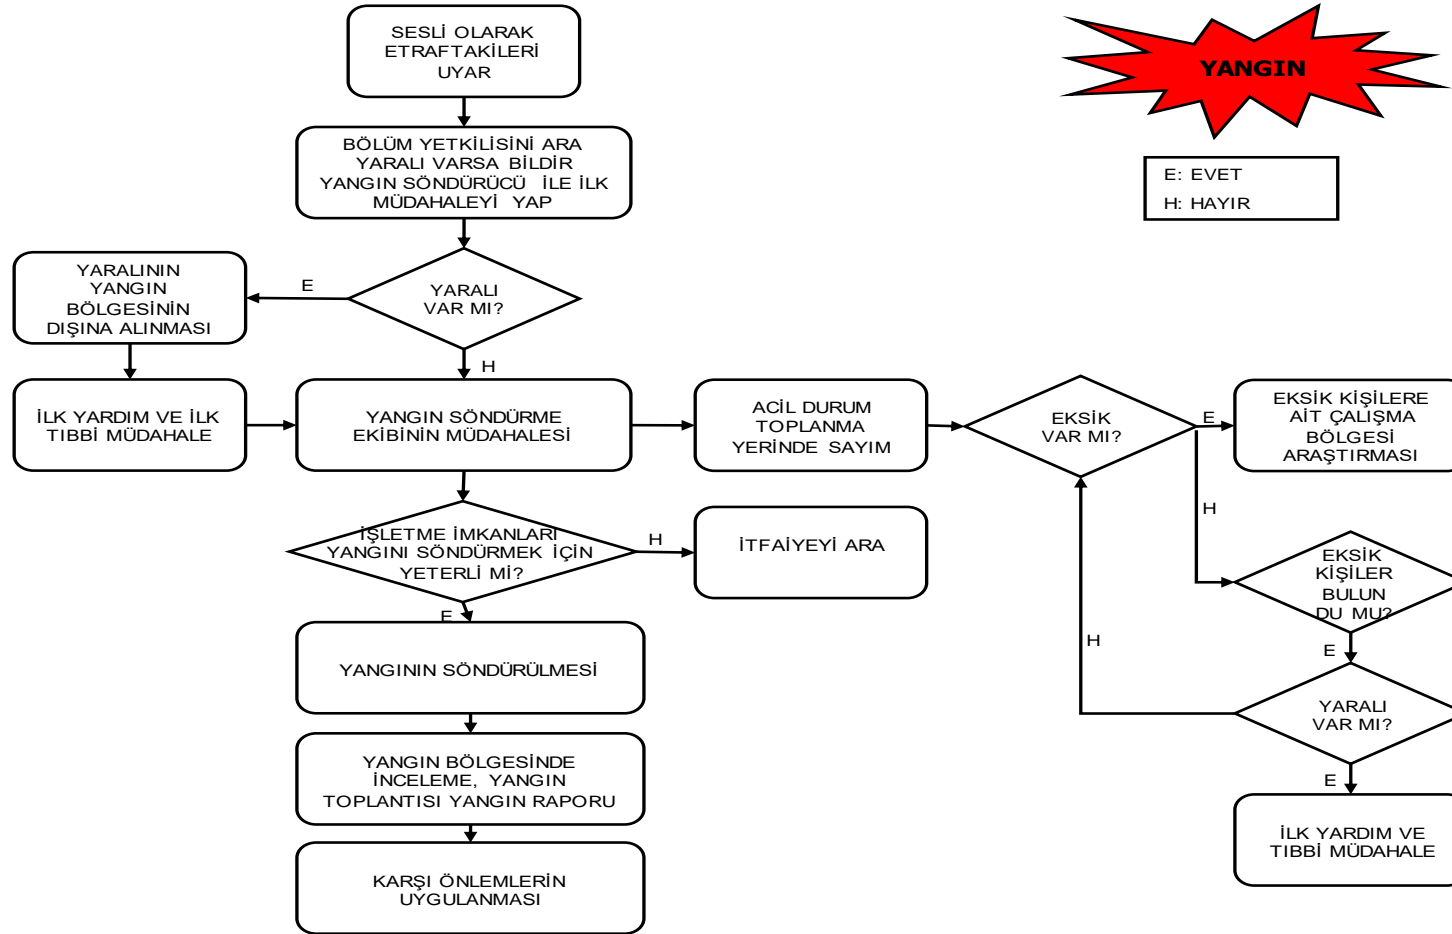 SESLİ OLARAK
ETRAFTAKİLERİ
UYAR
YANGIN
E: EVET
H: HAYIR
BÖLÜM YETKİLİSİNİ ARA
YARALI VARSA BİLDİR
YANGIN SÖNDÜRÜCÜ İLE İLK
MÜDAHALEYİ YAP
YARALI
VAR MI?
E
H
YARALININ
YANGIN
BÖLGESİNİN
DIŞINA ALINMASI
İLK YARDIM VE İLK
TIBBİ MÜDAHALE
YANGIN SÖNDÜRME
EKİBİNİN MÜDAHALESİ
ACİL DURUM
TOPLANMA
YERİNDE SAYIM
EKSİK
VAR MI?
E
H
EKSİK KİŞİLERE
AİT ÇALIŞMA
BÖLGESİ
ARAŞTIRMASI
İŞLETME İMKANLARI
YANGINI SÖNDÜRMEK İÇİN
YETERLİ Mİ?
H
E
İTFAİYEYİ ARA
EKSİK
KİŞİLER
BULUN
DU MU?
E
H
YANGININ SÖNDÜRÜLMESİ
YARALI
VAR MI?
E
YANGIN BÖLGESİNDE
İNCELEME, YANGIN
TOPLANTISI YANGIN RAPORU
İLK YARDIM VE
TIBBİ MÜDAHALE
KARŞI ÖNLEMLERİN
UYGULANMASI